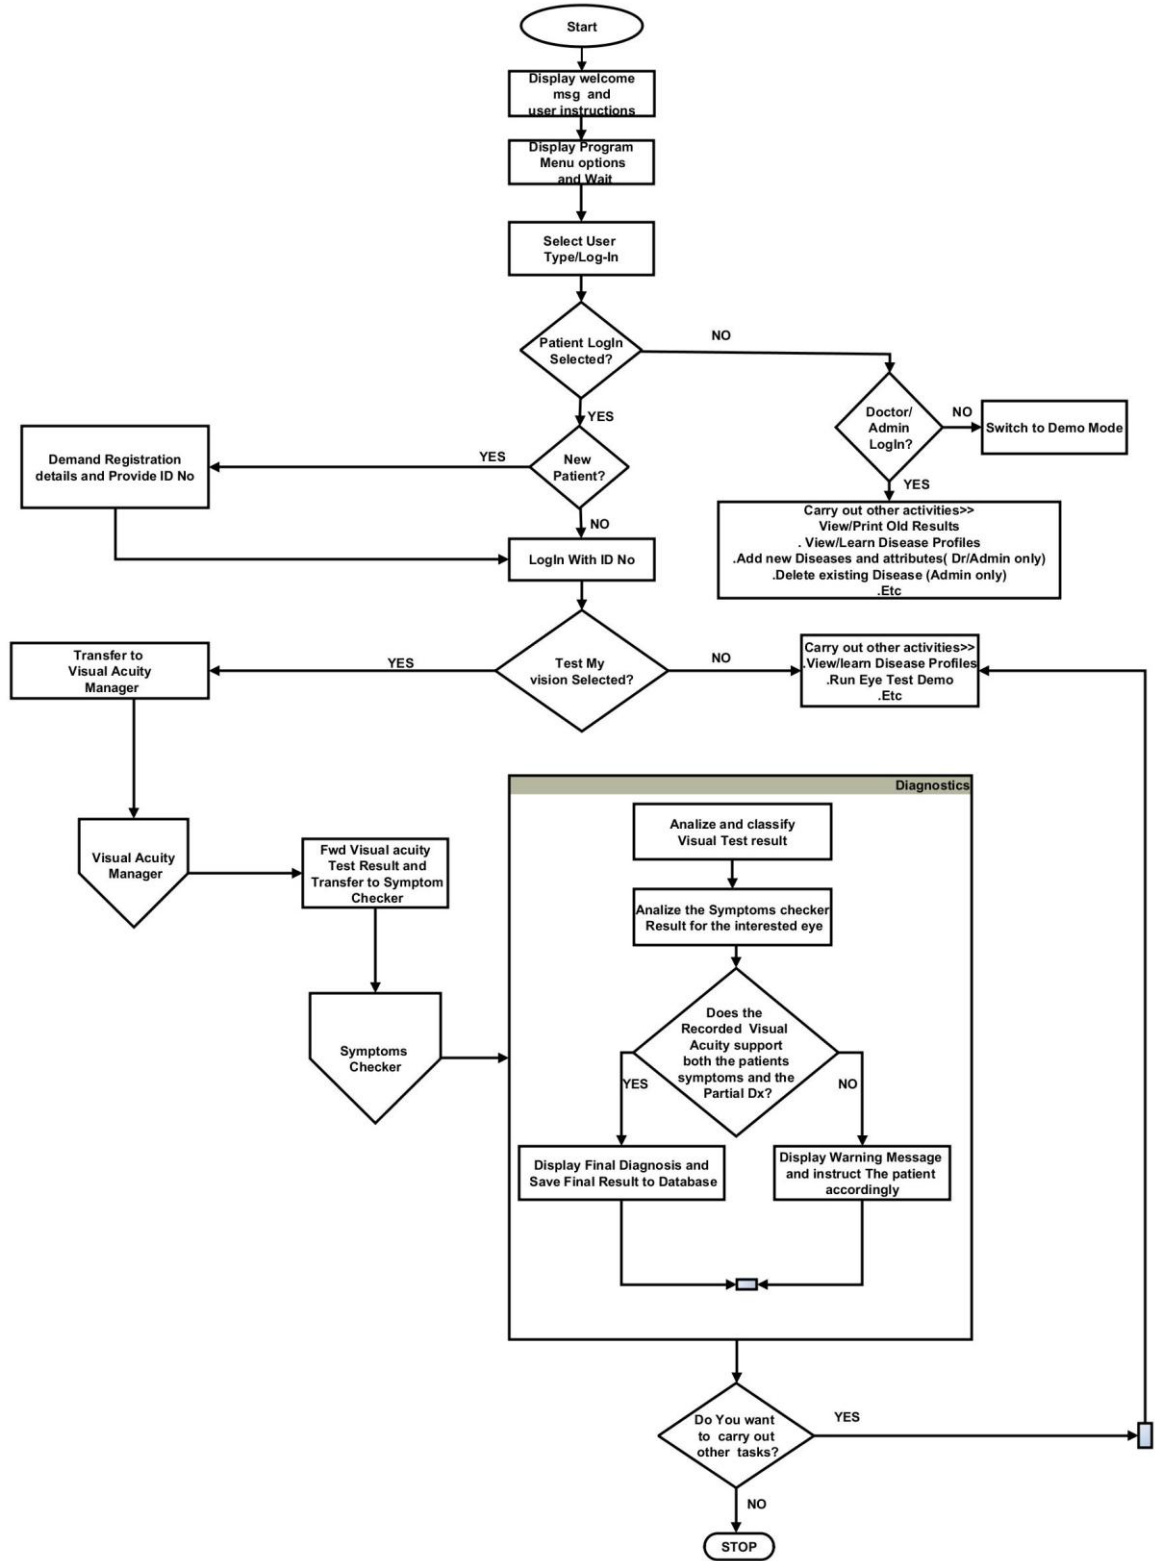 Start
Display welcome
msg and
user instructions
Display Program
Menu options
and Wait
Select User
Type/Log-In
Patient LogIn
Selected?
NO
YES
Doctor/
Admin
LogIn?
NO
Switch to Demo Mode
YES
New
Patient?
YES
Demand Registration
details and Provide ID No
NO
LogIn With ID No
Carry out other activities>>
View/Print Old Results
. View/Learn Disease Profiles
.Add new Diseases and attributes( Dr/Admin only)
.Delete existing Disease (Admin only)
.Etc
Test My
vision Selected?
YES
NO
Transfer to
Visual Acuity
Manager
Carry out other activities>>
.View/learn Disease Profiles
.Run Eye Test Demo
.Etc
Visual Acuity
Manager
Fwd Visual acuity
Test Result and
Transfer to Symptom
Checker
Symptoms
Checker
Diagnostics
Analize and classify
Visual Test result
Analize the Symptoms checker
Result for the interested eye
Does the
Recorded Visual
Acuity support
both the patients
symptoms and the
Partial Dx?
YES
NO
Display Final Diagnosis and
Save Final Result to Database
Display Warning Message
and instruct The patient
accordingly
Do You want
to carry out
other tasks?
YES
NO
STOP